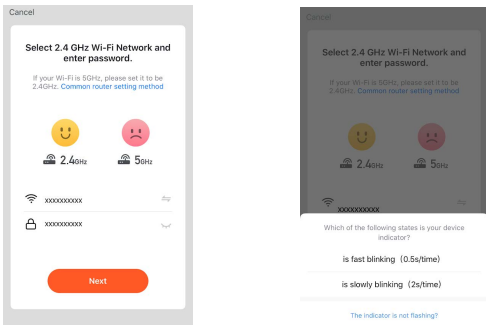 Cancel
Select 2.4 GHz Wi-Fi Network and
enter password.
If your Wi-Fi is 5GHz, please set it to be
2.4GHz. Common router setting method
2.4GHz
5GHz
xxxxxxxxxx
xxxxxxxxxx
Next
Cancel
Select 2.4 GHz Wi-Fi Network and
enter password.
If your Wi-Fi is 5GHz, please set it to be
2.4GHz. Common router setting method
2.4GHz
5GHz
xxxxxxxxxx
Which of the following states is your device
indicator?
is fast blinking（0.5s/time）
is slowly blinking（2s/time）
The indicator is not flashing?